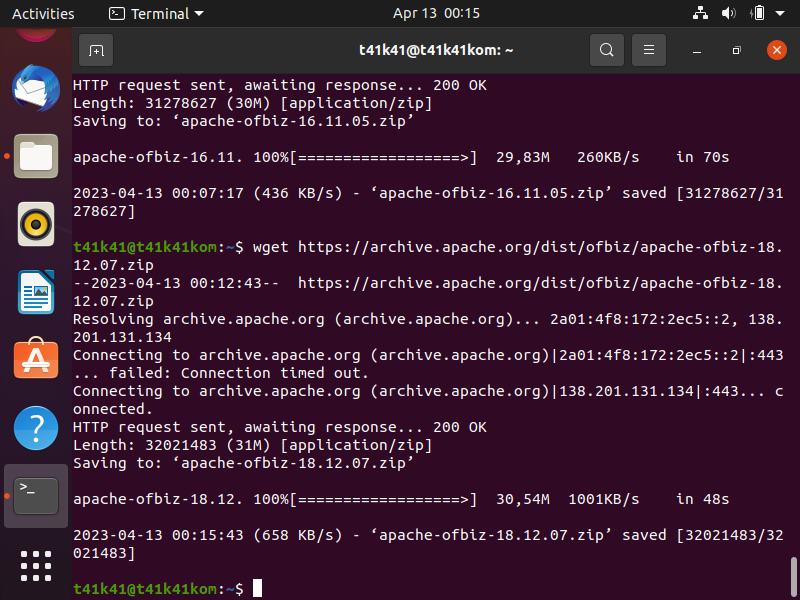 Activities
Terminal
Apr 13 00:15
t41k41@t41k41kom: ~
HTTP request sent, awaiting response... 200 OK
Length: 31278627 (30M) [application/zip]
Saving to: ‘apache-ofbiz-16.11.05.zip’
apache-ofbiz-16.11. 100%[==================>]  29,83M   260KB/s    in 70s
2023-04-13 00:07:17 (436 KB/s) - ‘apache-ofbiz-16.11.05.zip’ saved [31278627/31
278627]
t41k41@t41k41kom:~$ wget https://archive.apache.org/dist/ofbiz/apache-ofbiz-18.
12.07.zip
--2023-04-13 00:12:43--  https://archive.apache.org/dist/ofbiz/apache-ofbiz-18.
12.07.zip
Resolving archive.apache.org (archive.apache.org)... 2a01:4f8:172:2ec5::2, 138.
201.131.134
Connecting to archive.apache.org (archive.apache.org)|2a01:4f8:172:2ec5::2|:443
... failed: Connection timed out.
Connecting to archive.apache.org (archive.apache.org)|138.201.131.134|:443... c
onnected.
HTTP request sent, awaiting response... 200 OK
Length: 32021483 (31M) [application/zip]
Saving to: ‘apache-ofbiz-18.12.07.zip’
apache-ofbiz-18.12. 100%[==================>]  30,54M  1001KB/s    in 48s
2023-04-13 00:15:43 (658 KB/s) - ‘apache-ofbiz-18.12.07.zip’ saved [32021483/32
021483]
t41k41@t41k41kom:~$